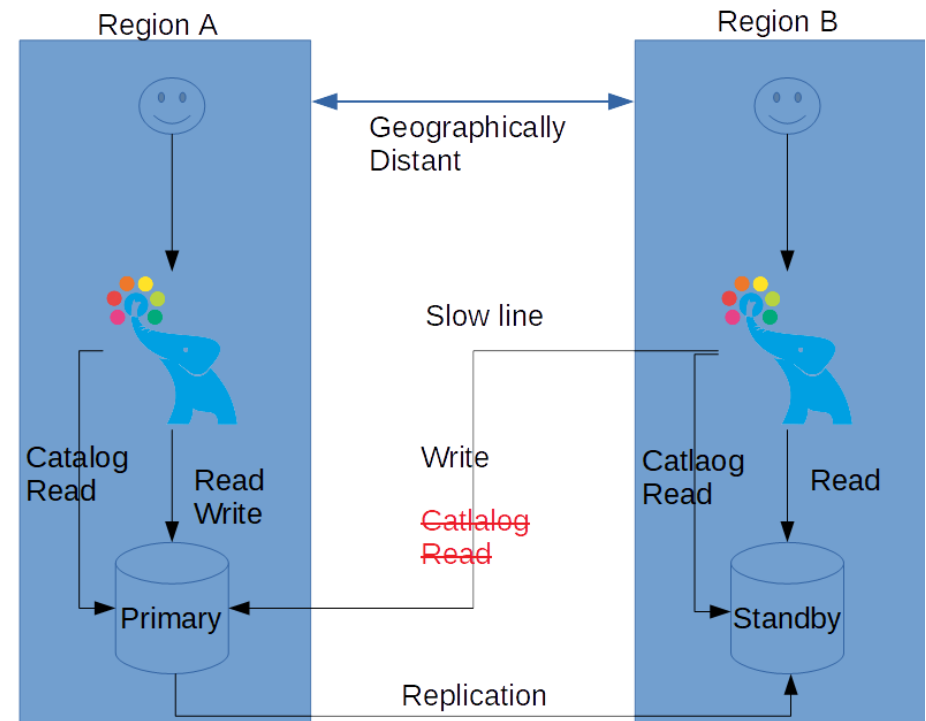 Region A
Region B
Geographically
Distant
Slow line
Catalog
Read
Read
Write
Write
Catlalog
Read
Catlaog
Read
Read
Primary
Standby
Replication